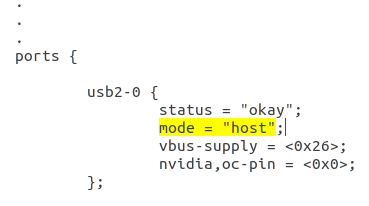 .
.
.
ports {
usb2-0 {
status = "okay";
mode = "host";
vbus-supply = <0x26>;
nvidia,oc-pin = <0x0>;
};